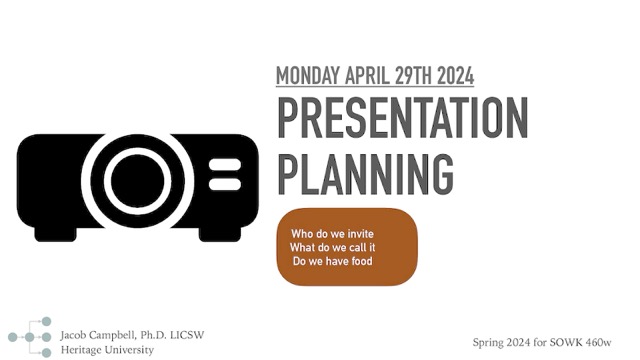 MONDAY APRIL 29TH 2024
PRESENTATION
PLANNING
Who do we invite
What do we call it
Do we have food
Jacob Campbell, Ph.D. LICSW
Heritage University
Spring 2024 for SOWK 460w